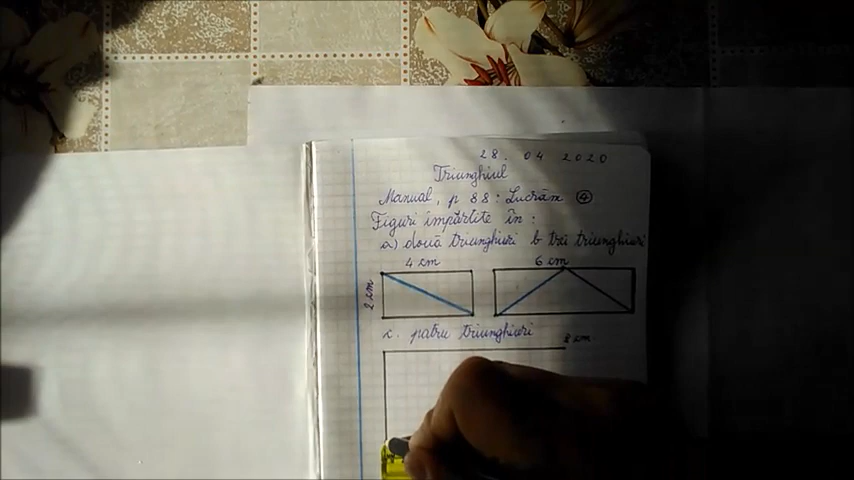 28. 04 2020
Triunghiul
Manual, p 88: Lucrăm 4
Figuri împărțite în:
a) două triunghiuri b trei triunghiuri
4 cm 6 cm
2 cm
c. patru triunghiuri
8 cm